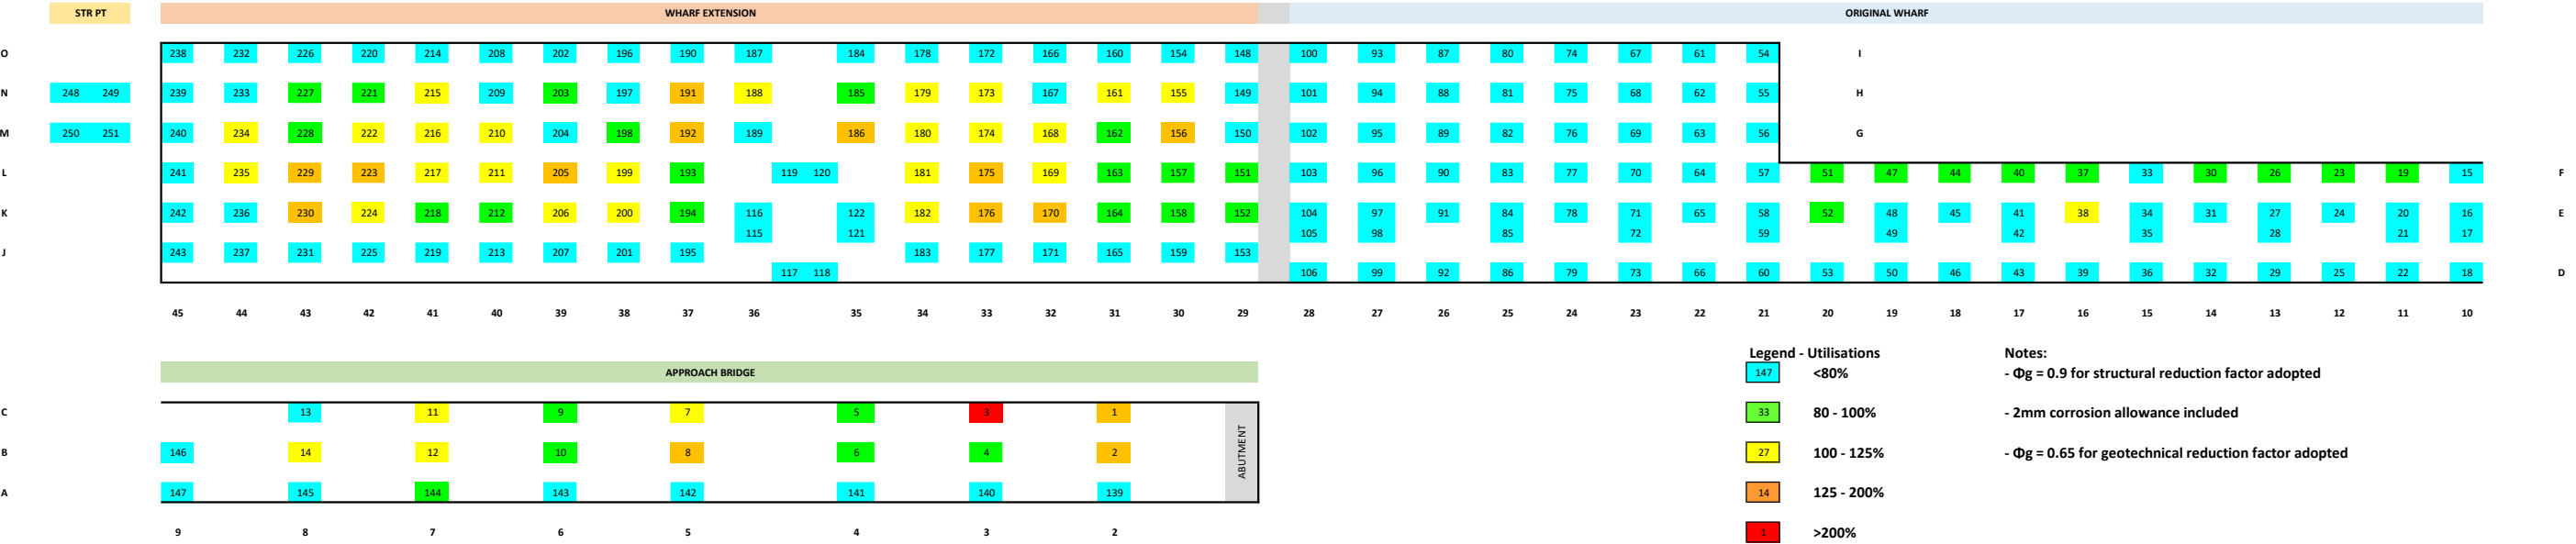 STR PT WHARF EXTENSION ORIGINAL WHARF
O 238 232 226 220 214 208 202 196 190 187 184 178 172 166 160 154 148 100 93 87 80 74 67 61 54 I
N 248 249 239 233 227 221 215 209 203 197 191 188 185 179 173 167 161 155 149 101 94 88 81 75 68 62 55 H
M 250 251 240 234 228 222 216 210 204 198 192 189 186 180 174 168 162 156 150 102 95 89 82 76 69 63 56 G
L 241 235 229 223 217 211 205 199 193 119 120 181 175 169 163 157 151 103 96 90 83 77 70 64 57 51 47 44 40 37 33 30 26 23 19 15 F
K 242 236 230 224 218 212 206 200 194 116 122 182 176 170 164 158 152 104 97 91 84 78 71 65 58 52 48 45 41 38 34 31 27 24 20 16 E
115 121 105 98 85 72 59 49 42 35 28 21 17
J 243 237 231 225 219 213 207 201 195 183 177 171 165 159 153
117 118 106 99 92 86 79 73 66 60 53 50 46 43 39 36 32 29 25 22 18 D
45 44 43 42 41 40 39 38 37 36 35 34 33 32 31 30 29 28 27 26 25 24 23 22 21 20 19 18 17 16 15 14 13 12 11 10
APPROACH BRIDGE
C 13 11 9 7 5 3 1
B 146 14 12 10 8 6 4 2
A 147 145 144 143 142 141 140 139
ABUTMENT
9 8 7 6 5 4 3 2
Legend - Utilisations
147 <80%
33 80 - 100%
27 100 - 125%
14 125 - 200%
1 >200%
Notes:
- Φg = 0.9 for structural reduction factor adopted
- 2mm corrosion allowance included
- Φg = 0.65 for geotechnical reduction factor adopted